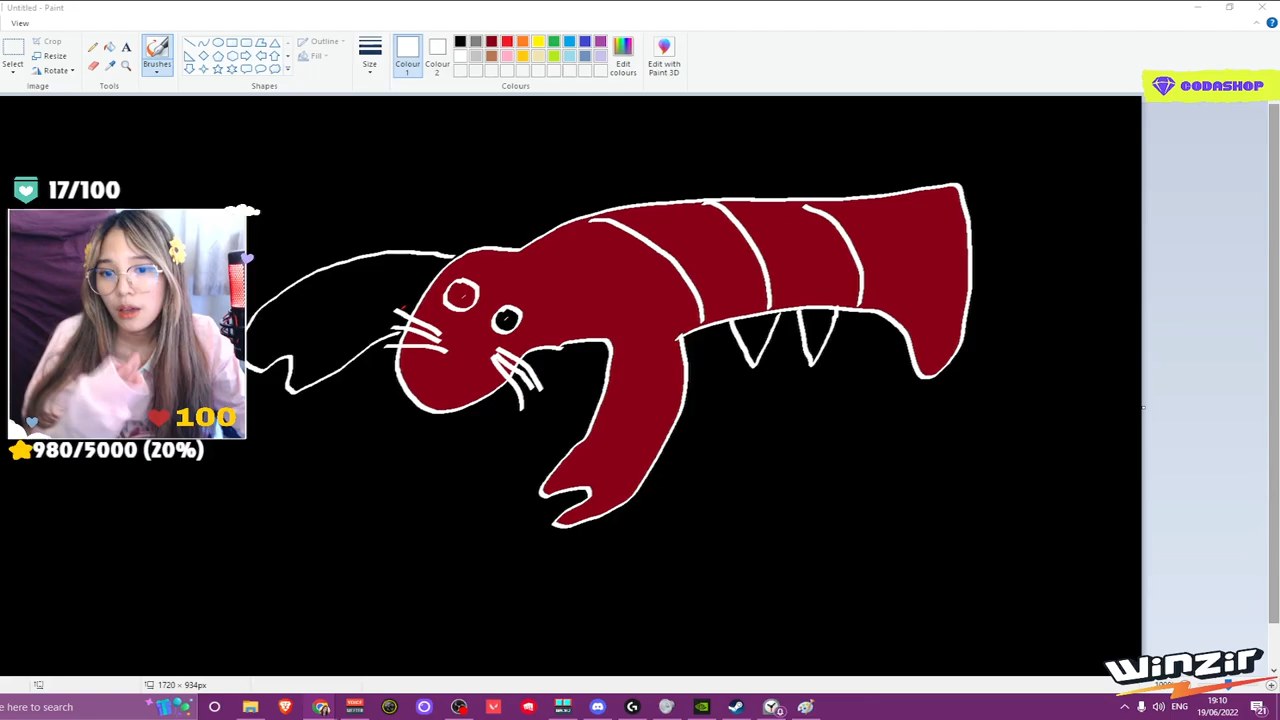 Untitled - Paint
View
Crop
Resize
Rotate
Select
Image
A
Tools
Brushes
Outline
Fill
Shapes
Size
Colour 1
Colour 2
Edit colours
Edit with Paint 3D
Colours
CODASHOP
17/100
100
980/5000 (20%)
WINZIR
1720 × 934px
100%
here to search
ENG
19:10
19/06/2022
21